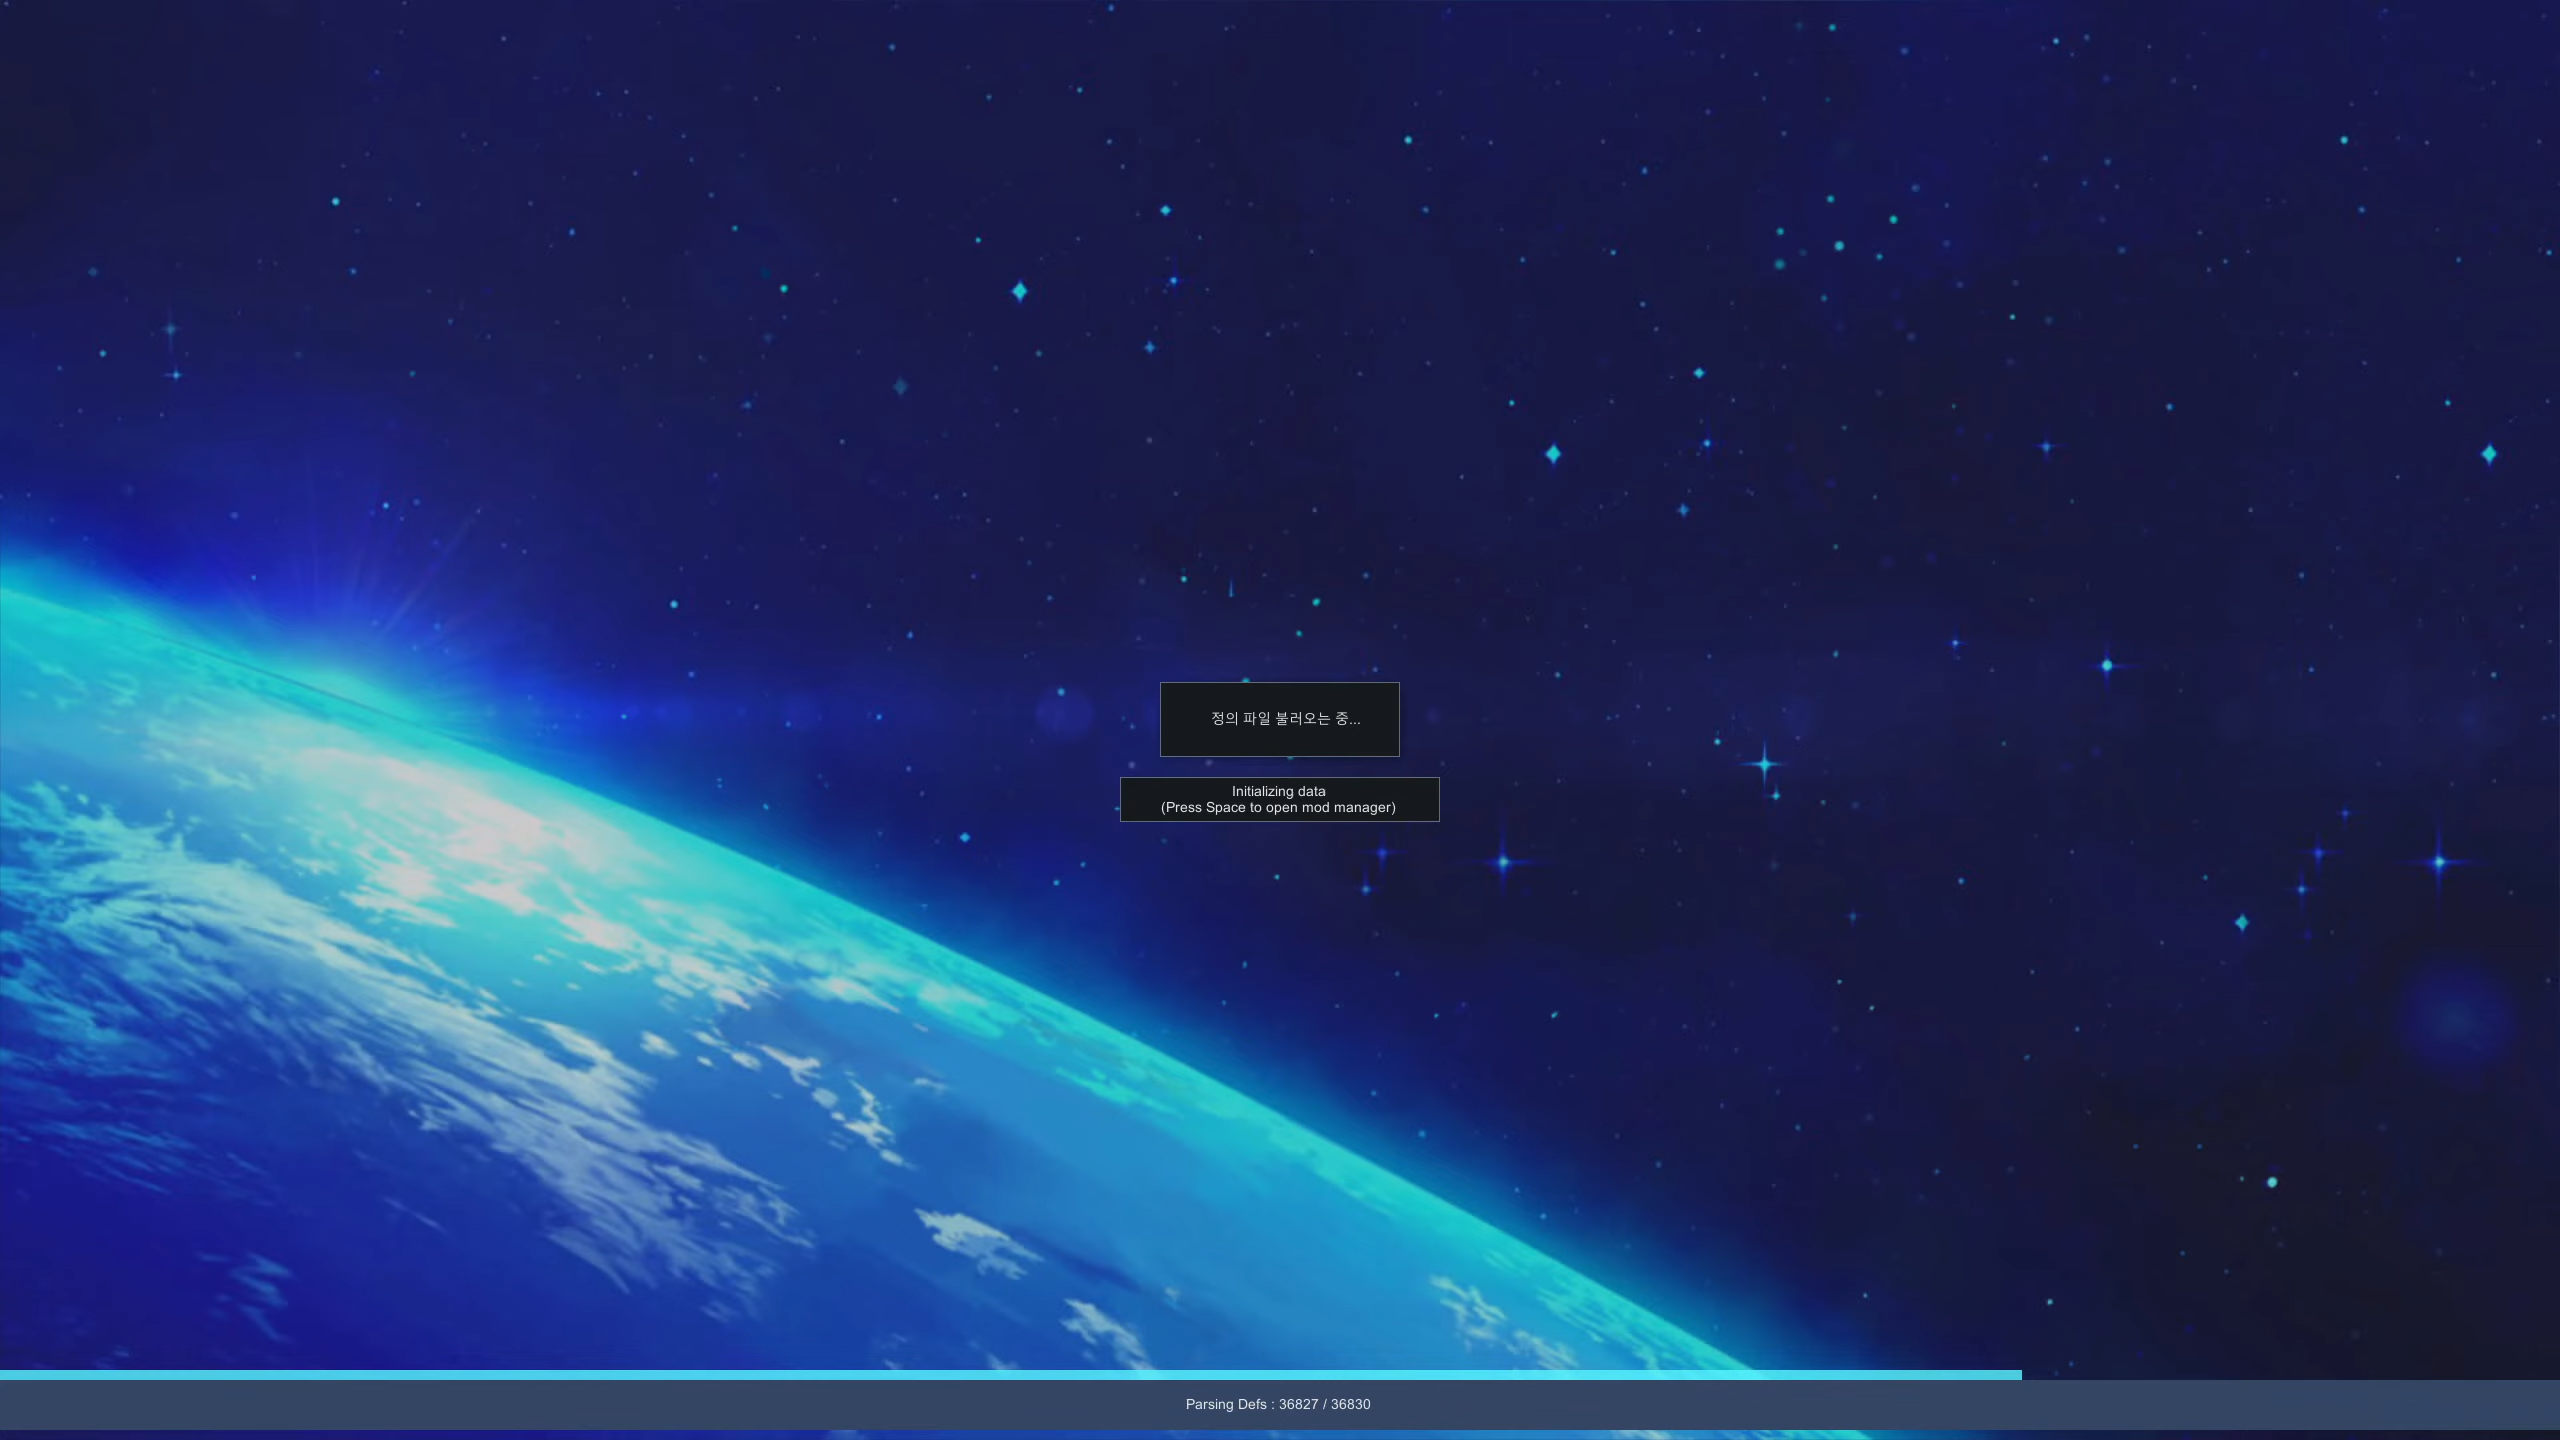 정의 파일 불러오는 중...
Initializing data
(Press Space to open mod manager)
Parsing Defs : 36827 / 36830